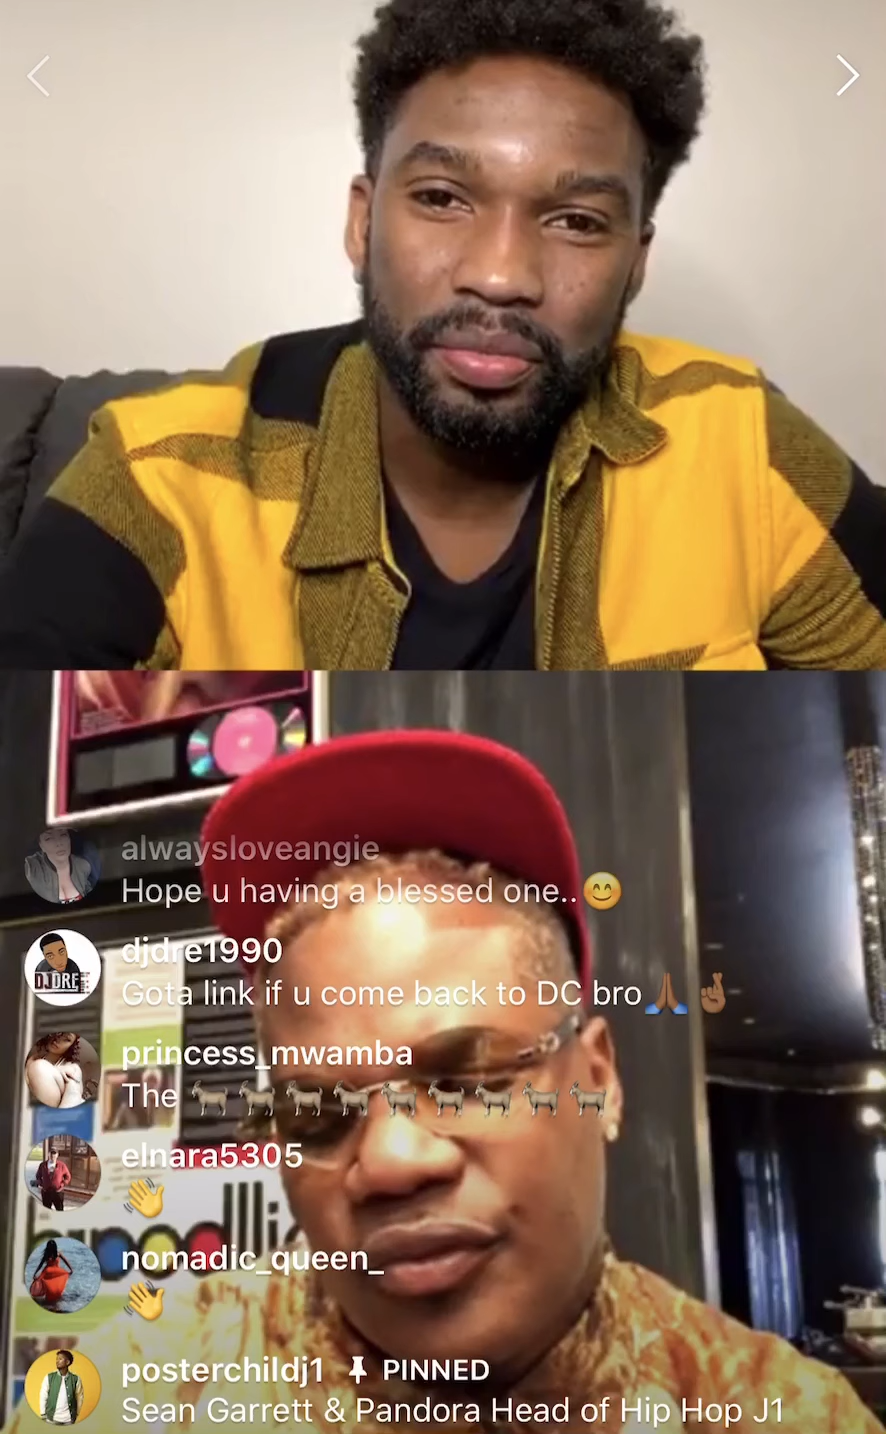 alwaysloveangie
Hope u having a blessed one..😊
djdre1990
DJDRE
Gota link if u come back to DC bro🙏🏾🤞🏾
princess_mwamba
The 🐐🐐🐐🐐🐐🐐🐐🐐🐐
elnara5305
👋
nomadic_queen_
👋
posterchildj1 📌 PINNED
Sean Garrett & Pandora Head of Hip Hop J1